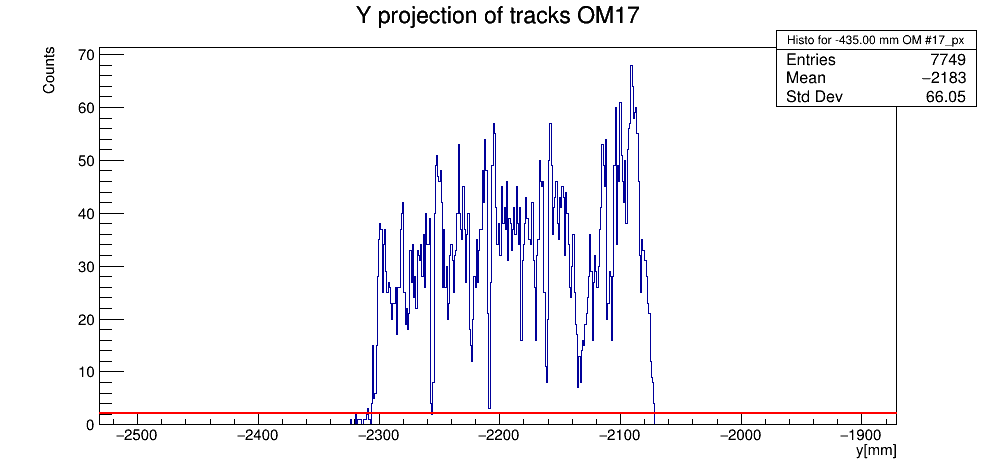 Y projection of tracks OM17
Histo for -435.00 mm OM #17_px
Entries 7749
Mean −2183
Std Dev 66.05
Counts
70
60
50
40
30
20
10
0
−2500 −2400 −2300 −2200 −2100 −2000 −1900
y[mm]